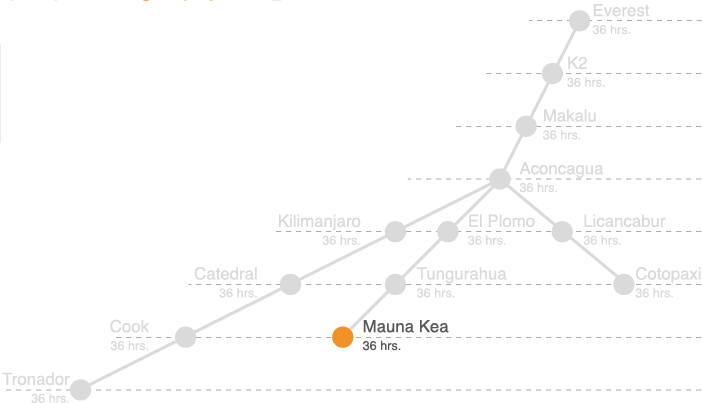 Everest
36 hrs.
K2
36 hrs.
Makalu
36 hrs.
Aconcagua
36 hrs.
Kilimanjaro
36 hrs.
El Plomo
36 hrs.
Licancabur
36 hrs.
Catedral
36 hrs.
Tungurahua
36 hrs.
Cotopaxi
36 hrs.
Cook
36 hrs.
Mauna Kea
36 hrs.
Tronador
36 hrs.